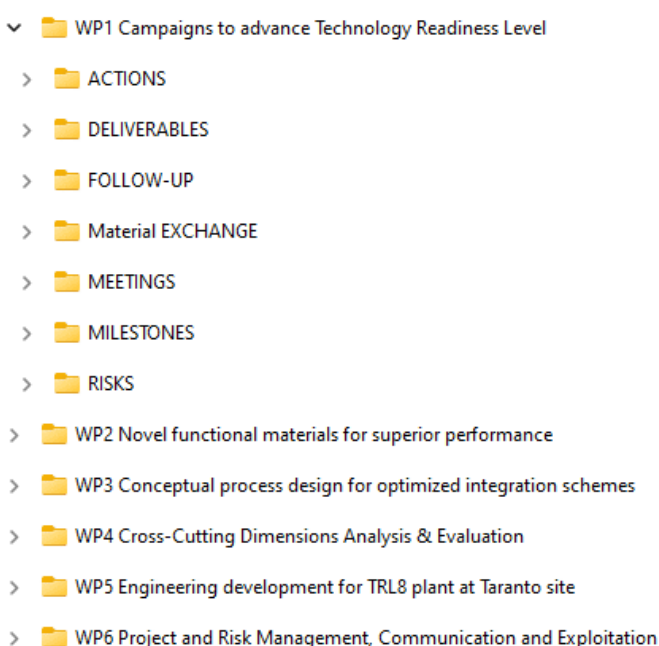 WP1 Campaigns to advance Technology Readiness Level
ACTIONS
DELIVERABLES
FOLLOW-UP
Material EXCHANGE
MEETINGS
MILESTONES
RISKS
WP2 Novel functional materials for superior performance
WP3 Conceptual process design for optimized integration schemes
WP4 Cross-Cutting Dimensions Analysis & Evaluation
WP5 Engineering development for TRL8 plant at Taranto site
WP6 Project and Risk Management, Communication and Exploitation